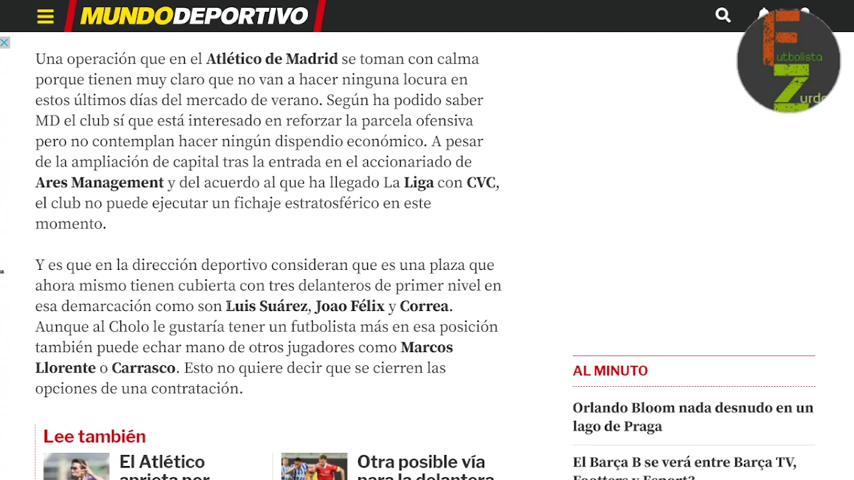 MUNDODEPORTIVO
Futbolista
Zurdo
Una operación que en el Atlético de Madrid se toman con calma
porque tienen muy claro que no van a hacer ninguna locura en
estos últimos días del mercado de verano. Según ha podido saber
MD el club sí que está interesado en reforzar la parcela ofensiva
pero no contemplan hacer ningún dispendio económico. A pesar
de la ampliación de capital tras la entrada en el accionariado de
Ares Management y del acuerdo al que ha llegado La Liga con CVC,
el club no puede ejecutar un fichaje estratosférico en este
momento.
Y es que en la dirección deportivo consideran que es una plaza que
ahora mismo tienen cubierta con tres delanteros de primer nivel en
esa demarcación como son Luis Suárez, Joao Félix y Correa.
Aunque al Cholo le gustaría tener un futbolista más en esa posición
también puede echar mano de otros jugadores como Marcos
Llorente o Carrasco. Esto no quiere decir que se cierren las
opciones de una contratación.
Lee también
El Atlético
aprieta por
Otra posible vía
para la delantera
AL MINUTO
Orlando Bloom nada desnudo en un
lago de Praga
El Barça B se verá entre Barça TV,
Footters y Esport3?